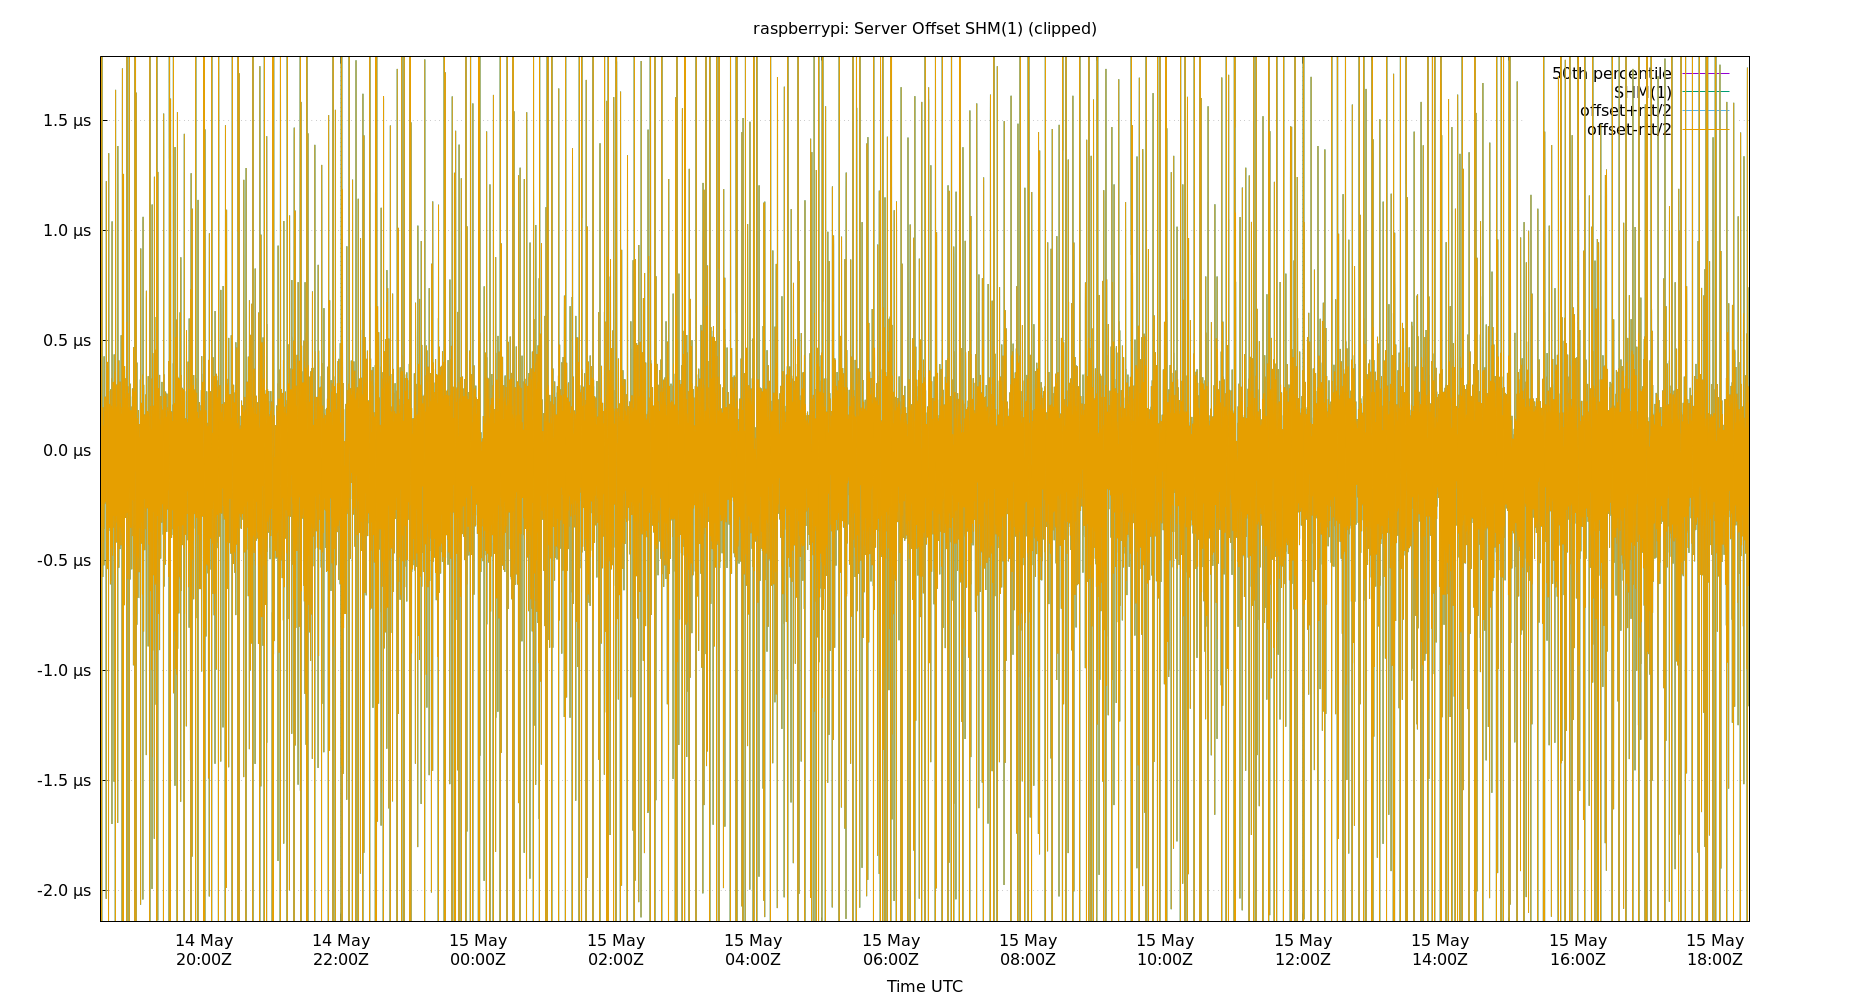 raspberrypi: Server Offset SHM(1) (clipped)
50th percentile
SHM(1)
offset+rtt/2
offset-rtt/2
1.5 µs
1.0 µs
0.5 µs
0.0 µs
-0.5 µs
-1.0 µs
-1.5 µs
-2.0 µs
14 May 14 May 15 May 15 May 15 May 15 May 15 May 15 May 15 May 15 May 15 May 15 May
20:00Z 22:00Z 00:00Z 02:00Z 04:00Z 06:00Z 08:00Z 10:00Z 12:00Z 14:00Z 16:00Z 18:00Z
Time UTC